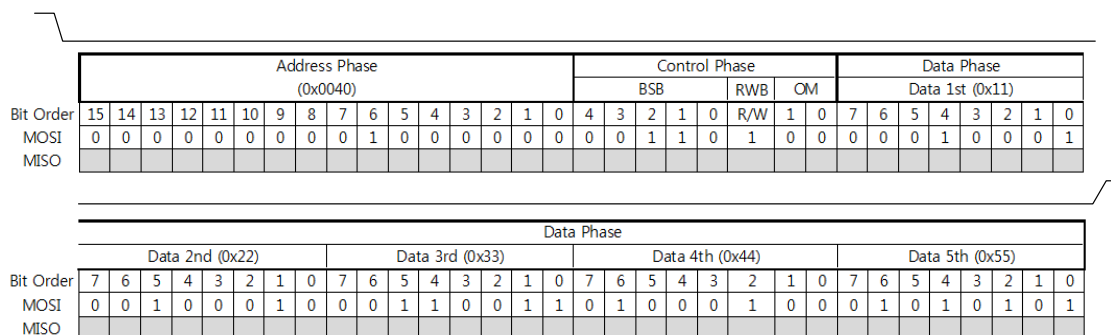 Address Phase Control Phase Data Phase
(0x0040) BSB RWB OM Data 1st (0x11)
Bit Order 15 14 13 12 11 10 9 8 7 6 5 4 3 2 1 0 4 3 2 1 0 R/W 1 0 7 6 5 4 3 2 1 0
MOSI 0 0 0 0 0 0 0 0 0 1 0 0 0 0 0 0 0 0 1 1 0 1 0 0 0 0 0 1 0 0 0 1
MISO
Data Phase
Data 2nd (0x22) Data 3rd (0x33) Data 4th (0x44) Data 5th (0x55)
Bit Order 7 6 5 4 3 2 1 0 7 6 5 4 3 2 1 0 7 6 5 4 3 2 1 0 7 6 5 4 3 2 1 0
MOSI 0 0 1 0 0 0 1 0 0 0 1 1 0 0 1 1 0 1 0 0 0 1 0 0 0 1 0 1 0 1 0 1
MISO